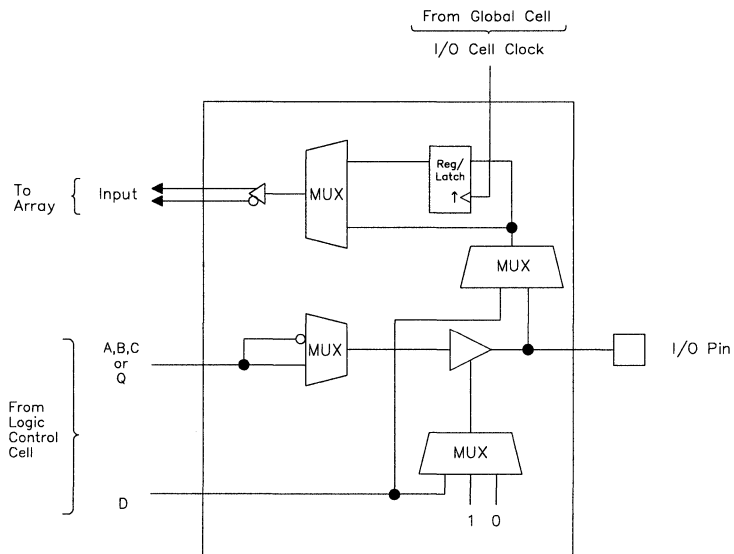 From Global Cell
I/O Cell Clock
To
Array
Input
MUX
Reg/
Latch
↑
MUX
A,B,C
or
Q
MUX
I/O Pin
From
Logic
Control
Cell
MUX
D
1 0